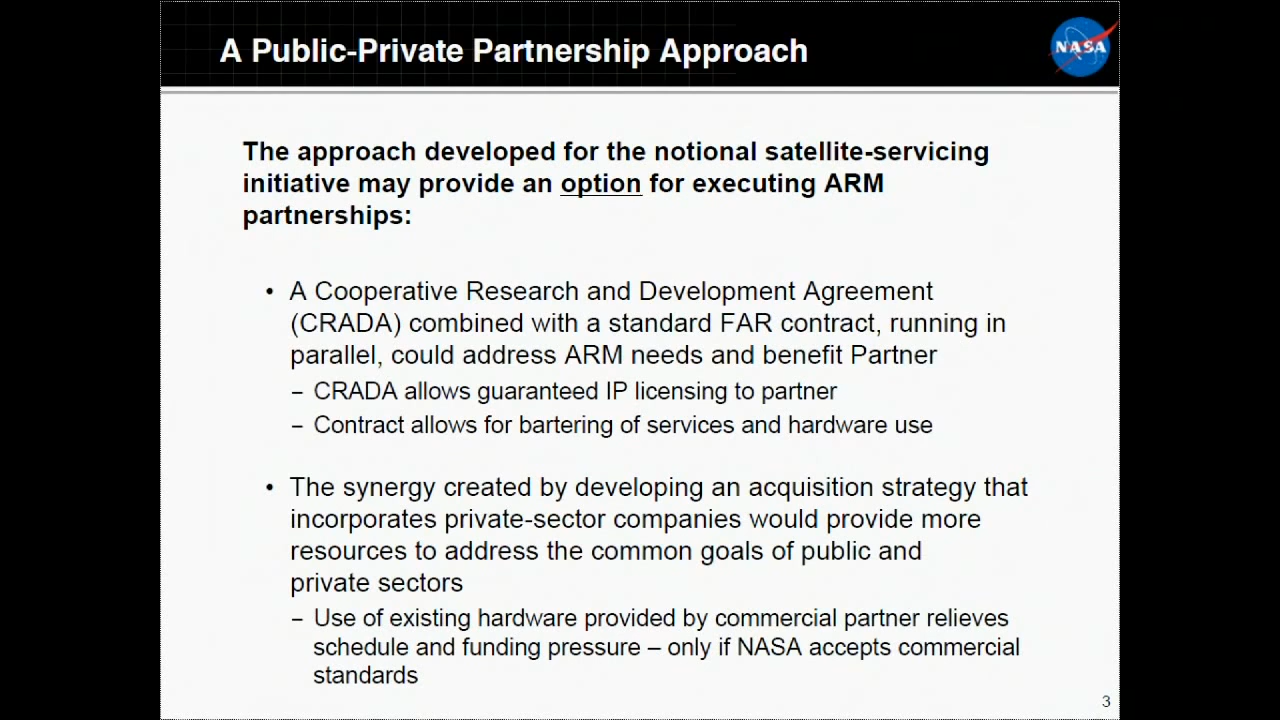 A Public-Private Partnership Approach
NASA
The approach developed for the notional satellite-servicing
initiative may provide an option for executing ARM
partnerships:
• A Cooperative Research and Development Agreement
(CRADA) combined with a standard FAR contract, running in
parallel, could address ARM needs and benefit Partner
– CRADA allows guaranteed IP licensing to partner
– Contract allows for bartering of services and hardware use
• The synergy created by developing an acquisition strategy that
incorporates private-sector companies would provide more
resources to address the common goals of public and
private sectors
– Use of existing hardware provided by commercial partner relieves
schedule and funding pressure – only if NASA accepts commercial
standards
3